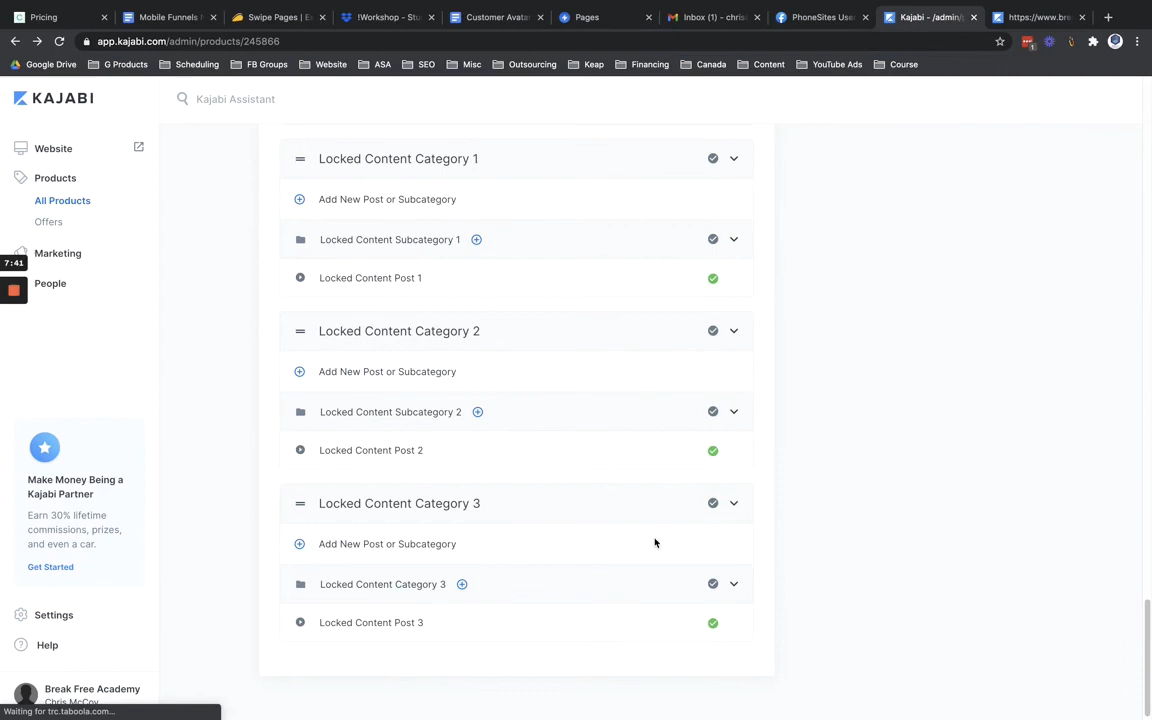 Pricing
Mobile Funnels
Swipe Pages | E
!Workshop - Stu
Customer Avata
Pages
Inbox (1) - chris
PhoneSites Use
Kajabi - /admin/
https://www.bre
app.kajabi.com/admin/products/245866
Google Drive
G Products
Scheduling
FB Groups
Website
ASA
SEO
Misc
Outsourcing
Keap
Financing
Canada
Content
YouTube Ads
Course
KAJABI
Kajabi Assistant
Website
Products
All Products
Offers
Marketing
7:41
People
Locked Content Category 1
Add New Post or Subcategory
Locked Content Subcategory 1
Locked Content Post 1
Locked Content Category 2
Add New Post or Subcategory
Locked Content Subcategory 2
Locked Content Post 2
Locked Content Category 3
Add New Post or Subcategory
Locked Content Category 3
Locked Content Post 3
Make Money Being a
Kajabi Partner
Earn 30% lifetime
commissions, prizes,
and even a car.
Get Started
Settings
Help
Break Free Academy
Chris McCoy
Waiting for trc.taboola.com...